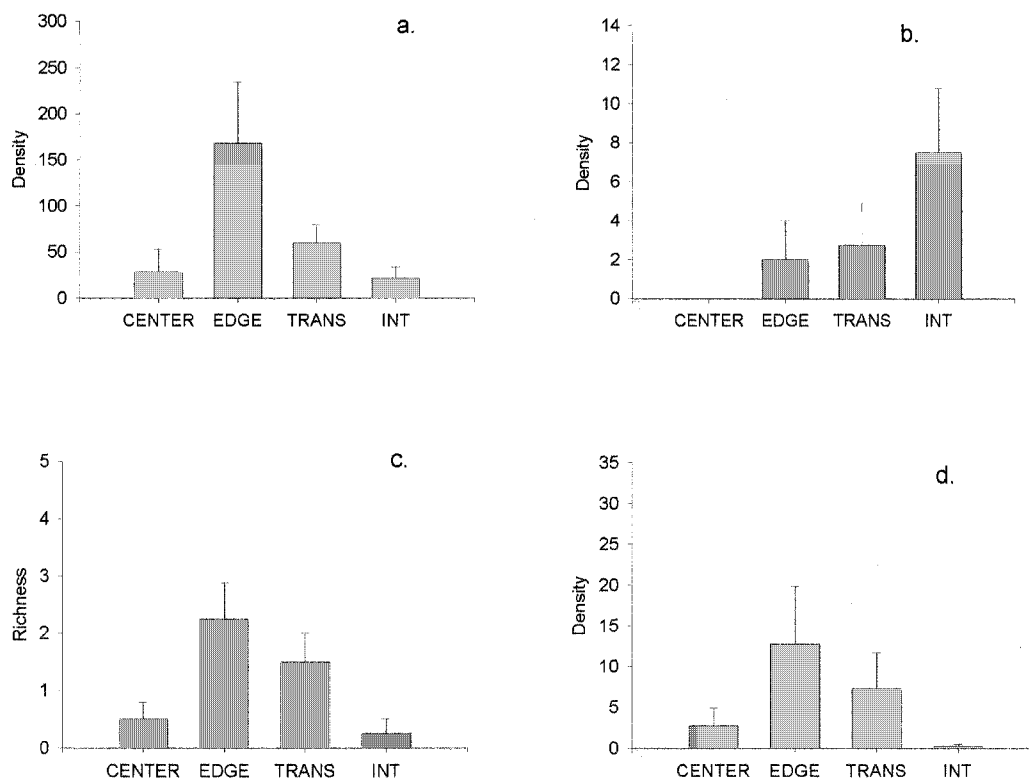 a.
300
250
200
150
100
50
0
Density
CENTER EDGE TRANS INT
b.
14
12
10
8
6
4
2
0
Density
CENTER EDGE TRANS INT
c.
5
4
3
2
1
0
Richness
CENTER EDGE TRANS INT
d.
35
30
25
20
15
10
5
0
Density
CENTER EDGE TRANS INT